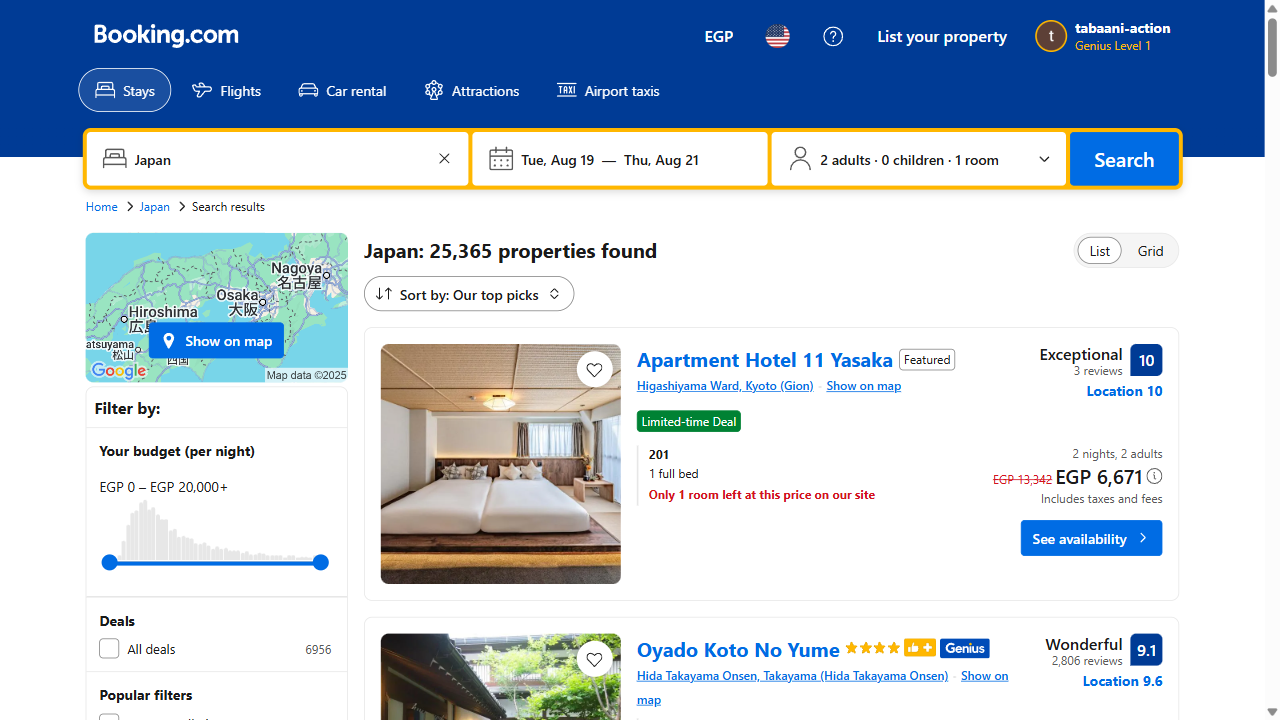 Booking.com
EGP
List your property
t
tabaani-action
Genius Level 1
Stays
Flights
Car rental
Attractions
TAXI
Airport taxis
Japan
Tue, Aug 19 — Thu, Aug 21
2 adults · 0 children · 1 room
Search
Home
Japan
Search results
Nagoya
名古屋
Osaka
大阪
Hiroshima
広島
atsuyama
松山
四国
Show on map
Google
Map data ©2025
Filter by:
Your budget (per night)
EGP 0 – EGP 20,000+
Deals
All deals
6956
Popular filters
Japan: 25,365 properties found
List
Grid
Sort by: Our top picks
Apartment Hotel 11 Yasaka
Featured
Higashiyama Ward, Kyoto (Gion)
Show on map
Exceptional
3 reviews
10
Location 10
Limited-time Deal
201
1 full bed
Only 1 room left at this price on our site
2 nights, 2 adults
EGP 13,342 EGP 6,671
Includes taxes and fees
See availability
Oyado Koto No Yume
Genius
Hida Takayama Onsen, Takayama (Hida Takayama Onsen)
Show on
map
Wonderful
2,806 reviews
9.1
Location 9.6